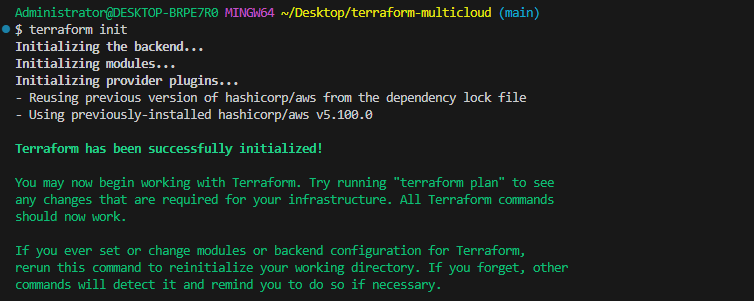 Administrator@DESKTOP-BRPE7R0 MINGW64 ~/Desktop/terraform-multicloud (main)
$ terraform init
Initializing the backend...
Initializing modules...
Initializing provider plugins...
- Reusing previous version of hashicorp/aws from the dependency lock file
- Using previously-installed hashicorp/aws v5.100.0
Terraform has been successfully initialized!
You may now begin working with Terraform. Try running "terraform plan" to see
any changes that are required for your infrastructure. All Terraform commands
should now work.
If you ever set or change modules or backend configuration for Terraform,
rerun this command to reinitialize your working directory. If you forget, other
commands will detect it and remind you to do so if necessary.